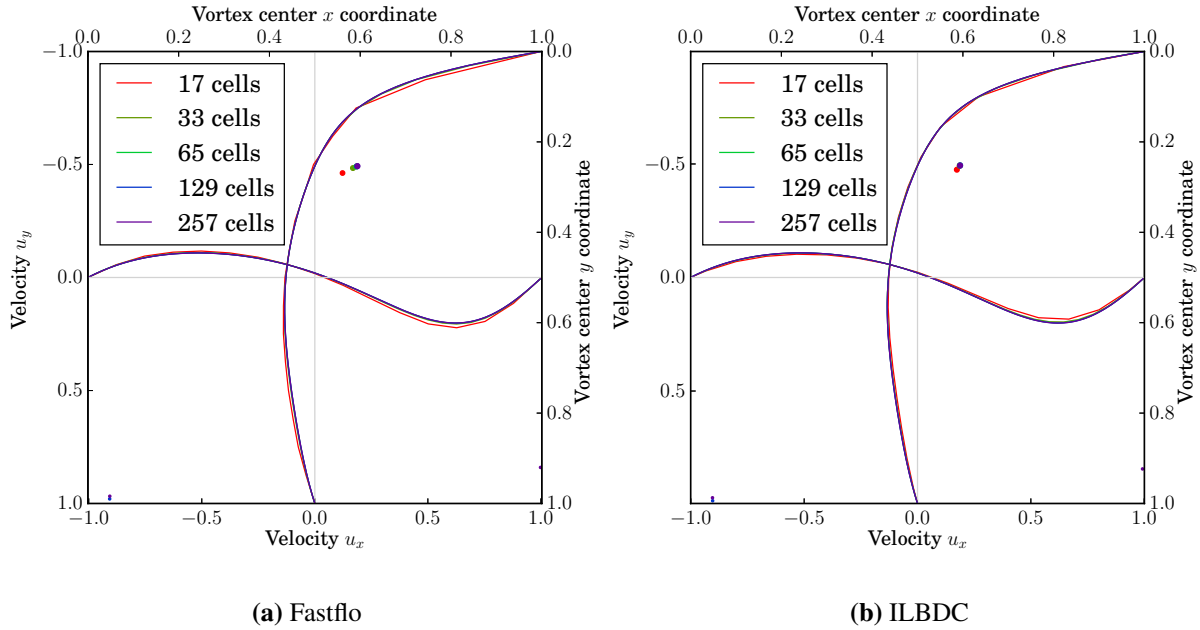 Vortex center x coordinate
0.0 0.2 0.4 0.6 0.8 1.0
−1.0 −0.5 0.0 0.5 1.0
Velocity u_y
17 cells
33 cells
65 cells
129 cells
257 cells
0.0 0.2 0.4 0.6 0.8 1.0
Vortex center y coordinate
−1.0 −0.5 0.0 0.5 1.0
Velocity u_x
(a) Fastflo
Vortex center x coordinate
0.0 0.2 0.4 0.6 0.8 1.0
−1.0 −0.5 0.0 0.5 1.0
Velocity u_y
17 cells
33 cells
65 cells
129 cells
257 cells
0.0 0.2 0.4 0.6 0.8 1.0
Vortex center y coordinate
−1.0 −0.5 0.0 0.5 1.0
Velocity u_x
(b) ILBDC